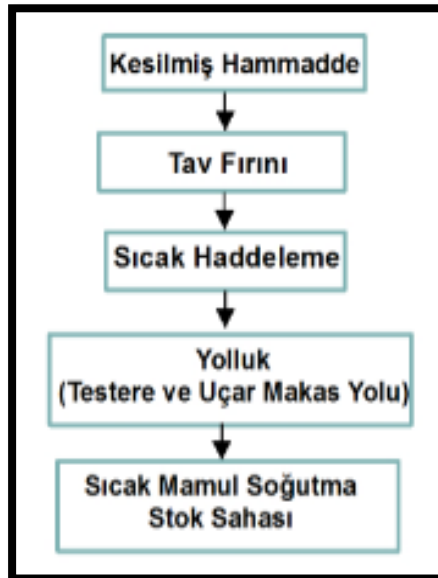 Kesilmiş Hammadde
Tav Fırını
Sıcak Haddeleme
Yolluk
(Testere ve Uçar Makas Yolu)
Sıcak Mamul Soğutma
Stok Sahası